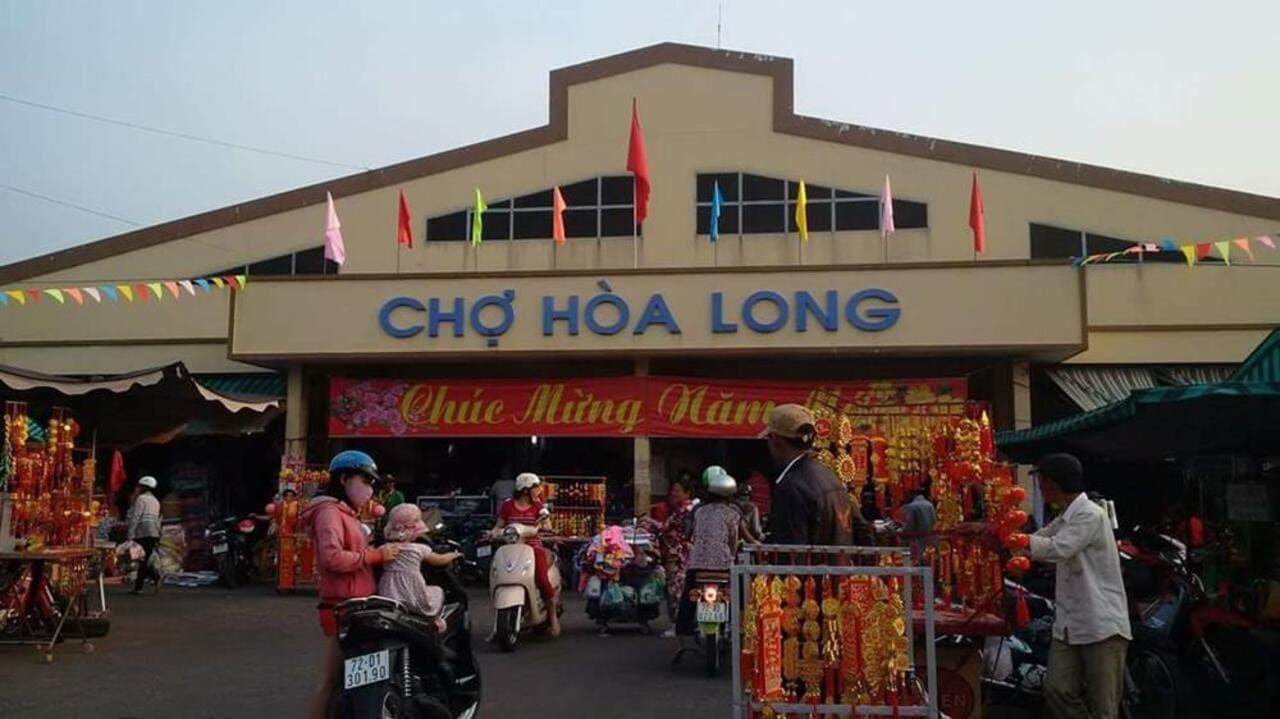 CHỢ HÒA LONG
Chúc Mừng Năm
72-D1
301.90